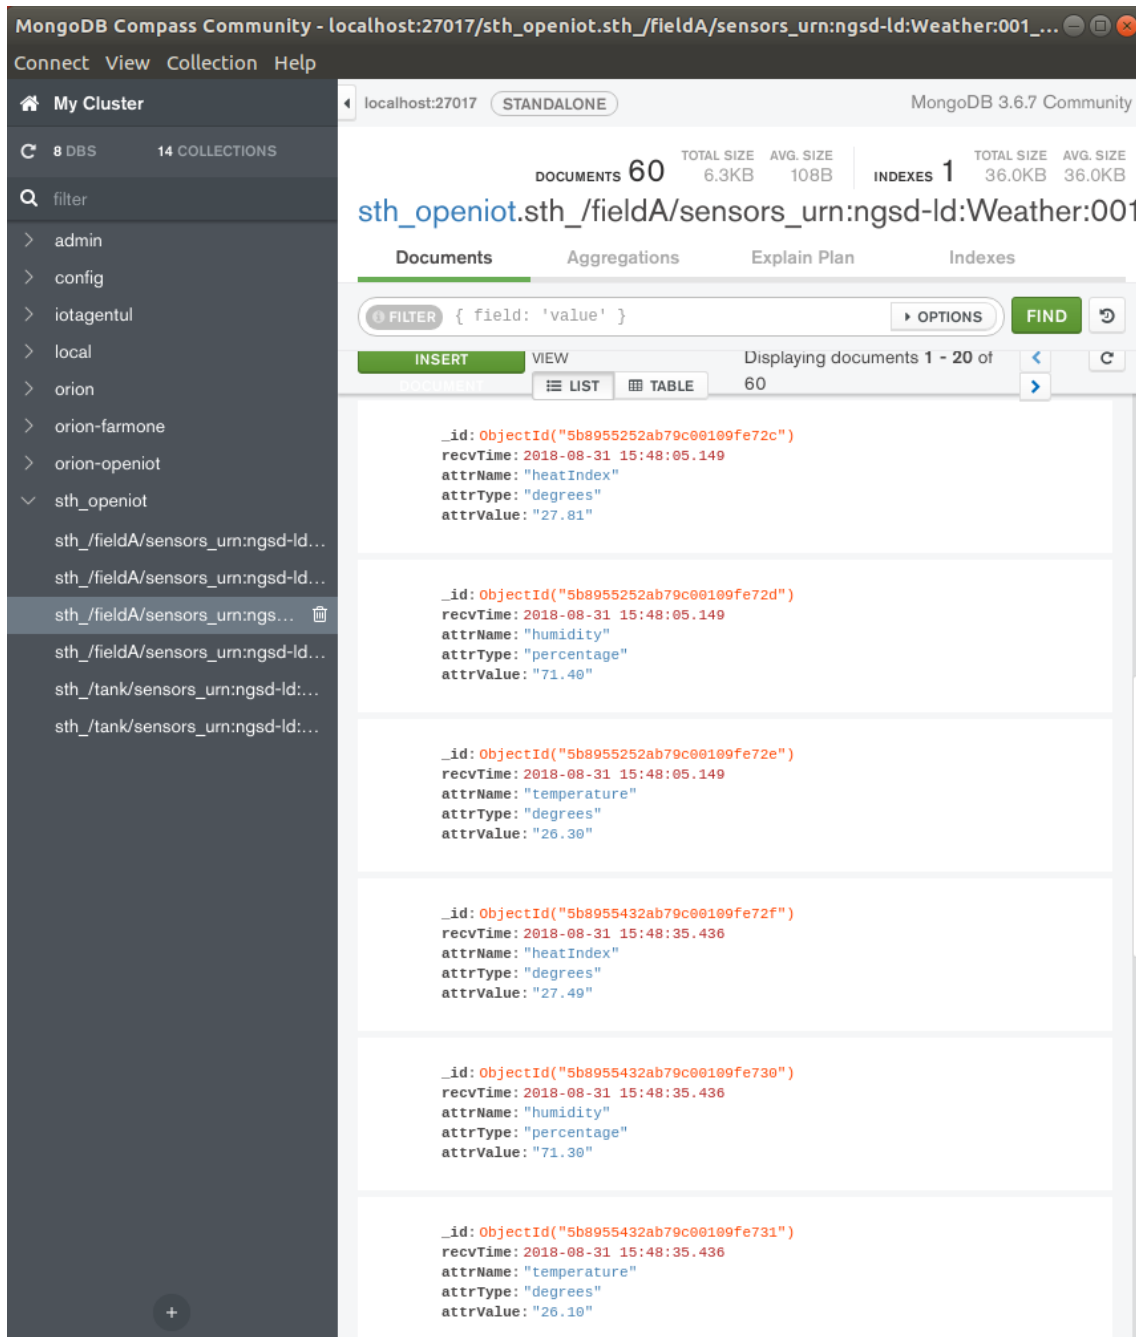 MongoDB Compass Community - localhost:27017/sth_openiot.sth_/fieldA/sensors_urn:ngsd-ld:Weather:001_...
Connect View Collection Help
My Cluster
8 DBS 14 COLLECTIONS
filter
admin
config
iotagentul
local
orion
orion-farmone
orion-openiot
sth_openiot
sth_/fieldA/sensors_urn:ngsd-ld...
sth_/fieldA/sensors_urn:ngsd-ld...
sth_/fieldA/sensors_urn:ngs...
sth_/fieldA/sensors_urn:ngsd-ld...
sth_/tank/sensors_urn:ngsd-ld:...
sth_/tank/sensors_urn:ngsd-ld:...
localhost:27017 STANDALONE MongoDB 3.6.7 Community
DOCUMENTS 60 TOTAL SIZE 6.3KB AVG. SIZE 108B INDEXES 1 TOTAL SIZE 36.0KB AVG. SIZE 36.0KB
sth_openiot.sth_/fieldA/sensors_urn:ngsd-ld:Weather:001
Documents Aggregations Explain Plan Indexes
FILTER { field: 'value' } OPTIONS FIND
INSERT DOCUMENT VIEW LIST TABLE Displaying documents 1 - 20 of 60
_id: ObjectId("5b8955252ab79c00109fe72c")
recvTime: 2018-08-31 15:48:05.149
attrName: "heatIndex"
attrType: "degrees"
attrValue: "27.81"
_id: ObjectId("5b8955252ab79c00109fe72d")
recvTime: 2018-08-31 15:48:05.149
attrName: "humidity"
attrType: "percentage"
attrValue: "71.40"
_id: ObjectId("5b8955252ab79c00109fe72e")
recvTime: 2018-08-31 15:48:05.149
attrName: "temperature"
attrType: "degrees"
attrValue: "26.30"
_id: ObjectId("5b8955432ab79c00109fe72f")
recvTime: 2018-08-31 15:48:35.436
attrName: "heatIndex"
attrType: "degrees"
attrValue: "27.49"
_id: ObjectId("5b8955432ab79c00109fe730")
recvTime: 2018-08-31 15:48:35.436
attrName: "humidity"
attrType: "percentage"
attrValue: "71.30"
_id: ObjectId("5b8955432ab79c00109fe731")
recvTime: 2018-08-31 15:48:35.436
attrName: "temperature"
attrType: "degrees"
attrValue: "26.10"